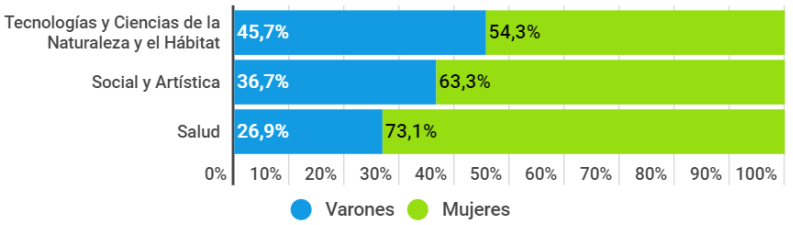 Tecnologías y Ciencias de la
Naturaleza y el Hábitat
45,7% 54,3%
Social y Artística 36,7% 63,3%
Salud 26,9% 73,1%
0% 10% 20% 30% 40% 50% 60% 70% 80% 90% 100%
Varones Mujeres